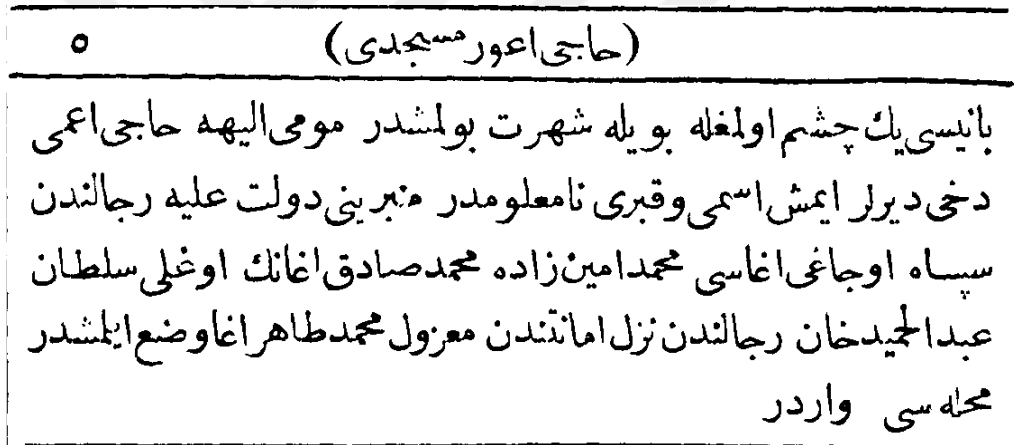 (حاجی اعور مسجدی) ٥
بانیسی یك چشم اولمغله بویله شهرت بولمشدر مومی الیهه حاجی اعمی
دخی دیرلر ایمش اسمی وقبری نامعلومدر منبرینی دولت علیه رجالندن
سپاه اوجاغی اغاسی محمد امین زاده محمد صادق اغانك اوغلی سلطان
عبدالحمید خان رجالندن نزل امانتندن معزول محمد طاهر اغا وضع ایلمشدر
محله سی واردر